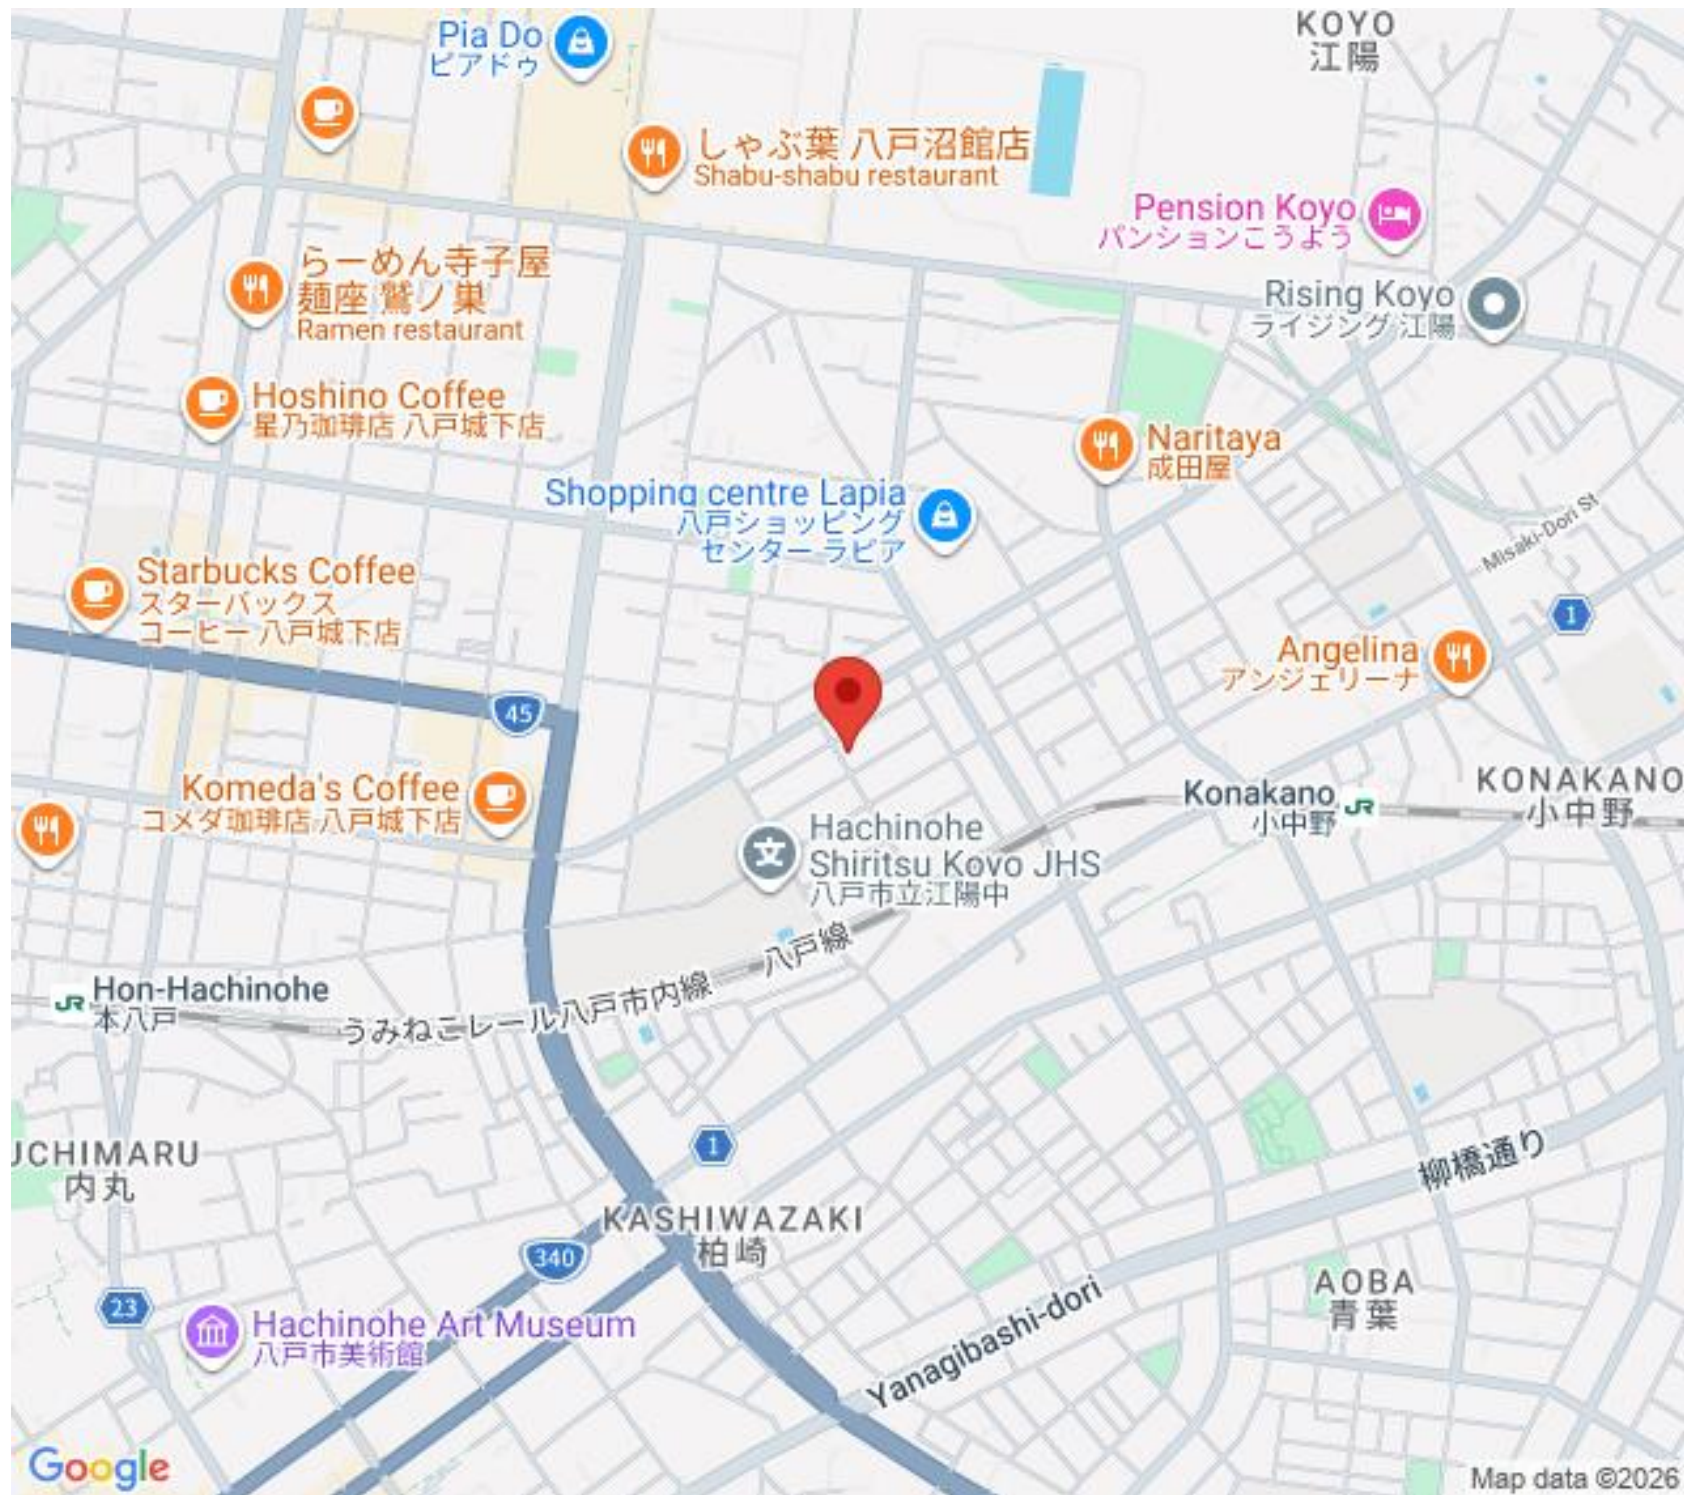 KOYO
江陽
Pia Do
ピアドゥ
しゃぶ葉 八戸沼館店
Shabu-shabu restaurant
Pension Koyo
パンションこうよう
らーめん寺子屋
麺座 鷲ノ巣
Ramen restaurant
Rising Koyo
ライジング 江陽
Hoshino Coffee
星乃珈琲店 八戸城下店
Naritaya
成田屋
Shopping centre Lapia
八戸ショッピング
センター ラピア
Misaki-Dori St
Starbucks Coffee
スターバックス
コーヒー 八戸城下店
1
Angelina
アンジェリーナ
45
Komeda's Coffee
コメダ珈琲店 八戸城下店
Konakano
小中野
JR
KONAKANO
小中野
文
Hachinohe
Shiritsu Koyo JHS
八戸市立江陽中
八戸線
うみねこレール八戸市内線
JR
Hon-Hachinohe
本八戸
1
UCHIMARU
内丸
柳橋通り
KASHIWAZAKI
柏崎
340
AOBA
青葉
23
Hachinohe Art Museum
八戸市美術館
Yanagibashi-dori
Google
Map data ©2026